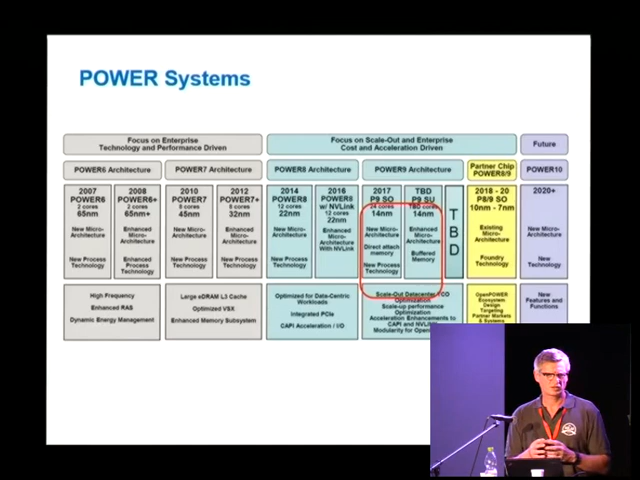 POWER Systems
Focus on Enterprise
Technology and Performance Driven
Focus on Scale-Out and Enterprise
Cost and Acceleration Driven
Future
POWER6 Architecture
POWER7 Architecture
POWER8 Architecture
POWER9 Architecture
Partner Chip
POWER8/9
POWER10
2007
POWER6
2 cores
65nm
New Micro-
Architecture
New Process
Technology
2008
POWER6+
2 cores
65nm+
Enhanced
Micro-
Architecture
Enhanced
Process
Technology
2010
POWER7
8 cores
45nm
New Micro-
Architecture
New Process
Technology
2012
POWER7+
8 cores
32nm
Enhanced
Micro-
Architecture
New Process
Technology
2014
POWER8
12 cores
22nm
New Micro-
Architecture
New Process
Technology
2016
POWER8
w/ NVLink
12 cores
22nm
Enhanced
Micro-
Architecture
With NVLink
2017
P9 SO
24 cores
14nm
New Micro-
Architecture
Direct attach
memory
New Process
Technology
TBD
P9 SU
TBD cores
14nm
Enhanced
Micro-
Architecture
Buffered
Memory
T
B
D
2018 - 20
P8/9 SO
10nm - 7nm
Existing
Micro-
Architecture
Foundry
Technology
2020+
New Micro-
Architecture
New
Technology
High Frequency
Enhanced RAS
Dynamic Energy Management
Large eDRAM L3 Cache
Optimized VSX
Enhanced Memory Subsystem
Optimized for Data-Centric
Workloads
Integrated PCIe
CAPI Acceleration / I/O
Scale-Out Datacenter TCO
Optimization
Scale-up performance
Optimization
Acceleration Enhancements to
CAPI and
Modularity for
OpenPOWER
Ecosystem
Design
Targeting
Partner Markets
& Systems
New
Features and
Functions